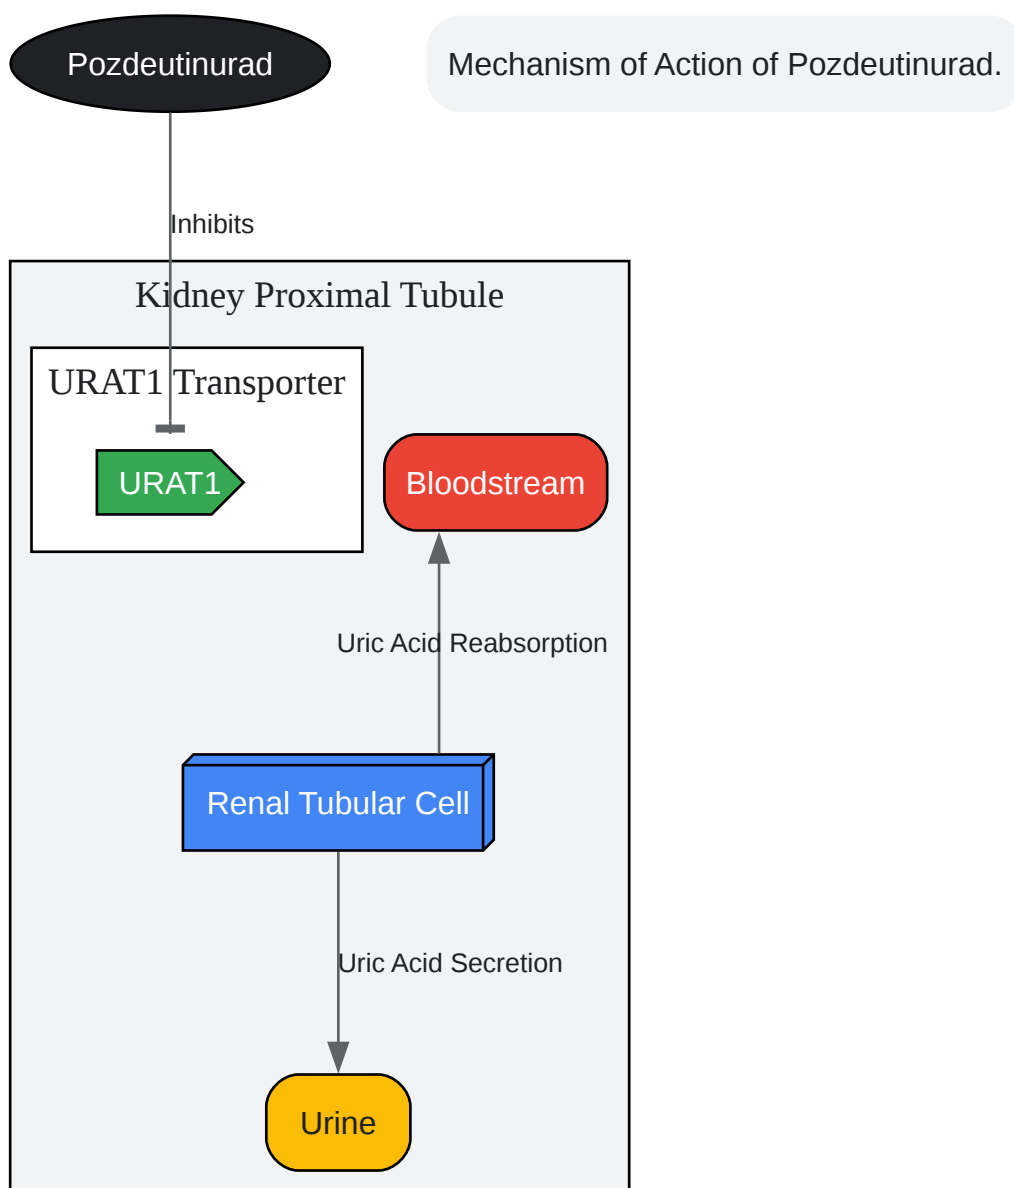 Pozdeutinurad
Mechanism of Action of Pozdeutinurad.
Inhibits
Kidney Proximal Tubule
URAT1 Transporter
URAT1
Bloodstream
Uric Acid Reabsorption
Renal Tubular Cell
Uric Acid Secretion
Urine